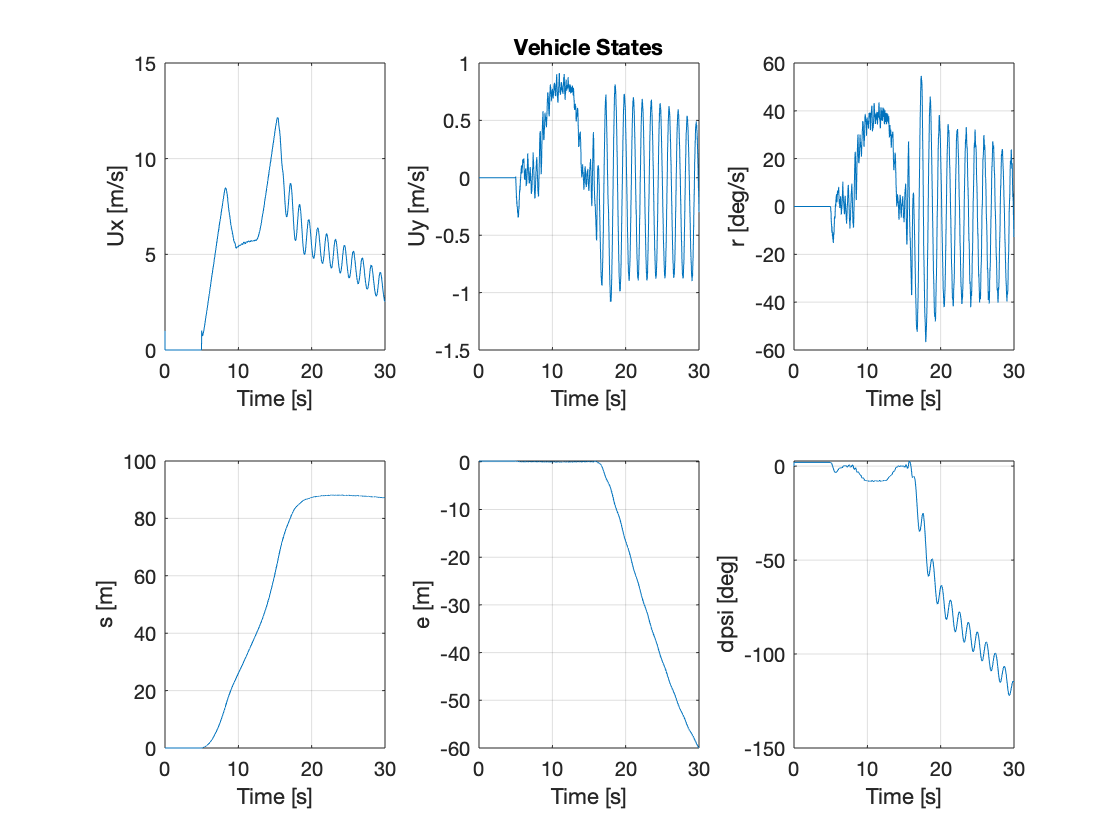 Vehicle States
15
10
5
0
Ux [m/s]
0 10 20 30
Time [s]
1
0.5
0
-0.5
-1
-1.5
Uy [m/s]
0 10 20 30
Time [s]
60
40
20
0
-20
-40
-60
r [deg/s]
0 10 20 30
Time [s]
100
80
60
40
20
0
s [m]
0 10 20 30
Time [s]
0
-10
-20
-30
-40
-50
-60
e [m]
0 10 20 30
Time [s]
0
-50
-100
-150
dpsi [deg]
0 10 20 30
Time [s]